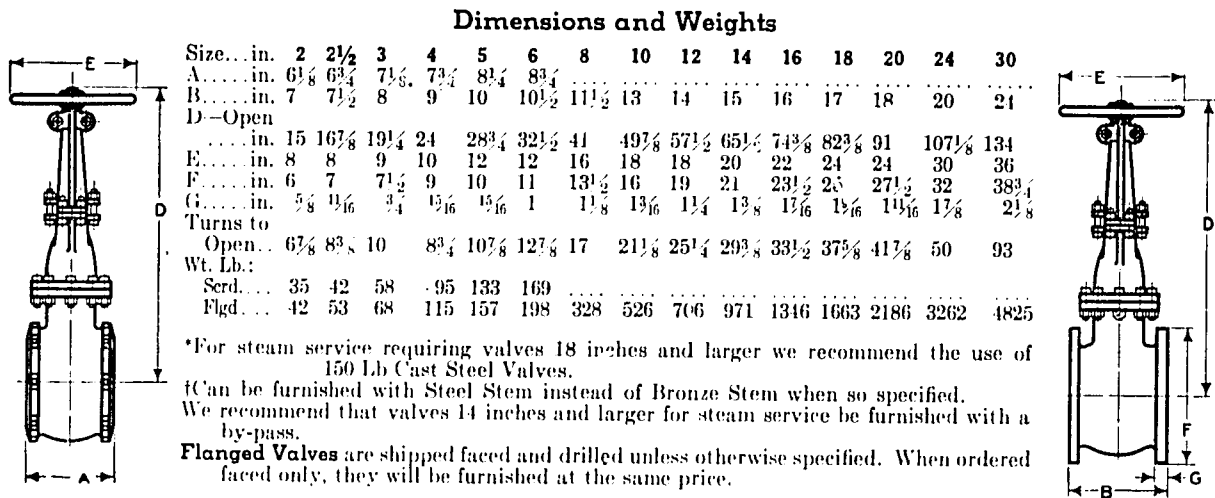 Dimensions and Weights
Size...in. 2 2½ 3 4 5 6 8 10 12 14 16 18 20 24 30
A.....in. 6⅛ 6¾ 7⅛ 7¾ 8¼ 8¾ .... .... .... .... .... .... .... .... ....
B.....in. 7 7½ 8 9 10 10½ 11½ 13 14 15 16 17 18 20 24
D—Open
in. 15 16⅞ 19¼ 24 28¾ 32½ 41 49⅞ 57½ 74⅜ 82⅜ 91 107⅛ 134
E.....in. 8 8 9 10 12 12 16 18 18 20 22 24 24 30 36
F.....in. 6 7 7½ 9 10 11 13½ 16 19 21 23½ 25 27½ 32 38¾
G.....in. ⅝ 11/16 ¾ 15/16 15/16 1 1⅛ 1 3/16 1¼ 1⅜ 1 7/16 1 9/16 1 11/16 1⅞ 2⅛
Turns to
Open.. 6⅞ 8⅜ 10 8¾ 10⅞ 12⅞ 17 21⅛ 25¼ 29⅜ 33½ 37⅝ 41⅞ 50 93
Wt. Lb.:
Scrd.... 35 42 58 95 133 169 .... .... .... .... .... .... .... .... ....
Flgd... 42 53 68 115 157 198 328 526 706 971 1346 1663 2186 3262 4825
*For steam service requiring valves 18 inches and larger we recommend the use of
150 Lb Cast Steel Valves.
†Can be furnished with Steel Stem instead of Bronze Stem when so specified.
We recommend that valves 14 inches and larger for steam service be furnished with a
by-pass.
Flanged Valves are shipped faced and drilled unless otherwise specified. When ordered
faced only, they will be furnished at the same price.
E
D
A
E
D
F
B
G